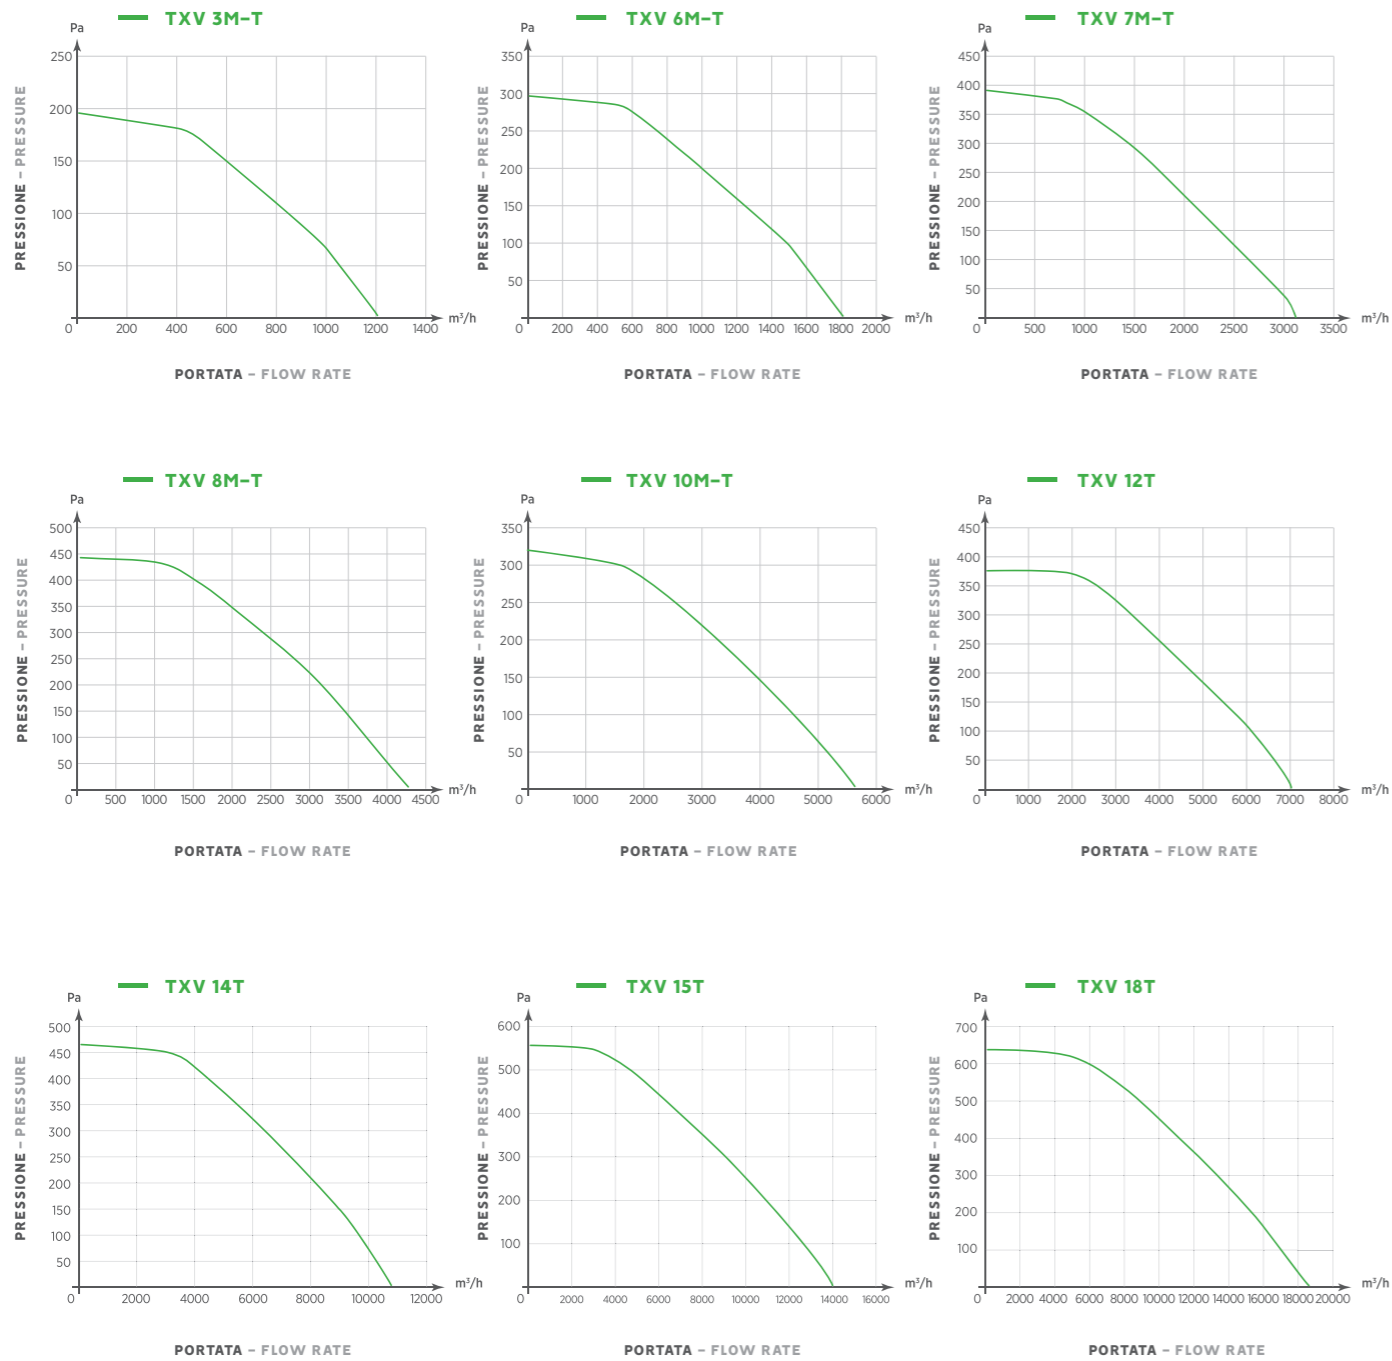 TXV 3M–T
Pa
250
200
150
100
50
0 200 400 600 800 1000 1200 1400 m³/h
PRESSIONE – PRESSURE
PORTATA – FLOW RATE
TXV 6M–T
Pa
350
300
250
200
150
100
50
0 200 400 600 800 1000 1200 1400 1600 1800 2000 m³/h
PRESSIONE – PRESSURE
PORTATA – FLOW RATE
TXV 7M–T
Pa
450
400
350
300
250
200
150
100
50
0 500 1000 1500 2000 2500 3000 3500 m³/h
PRESSIONE – PRESSURE
PORTATA – FLOW RATE
TXV 8M–T
Pa
500
450
400
350
300
250
200
150
100
50
0 500 1000 1500 2000 2500 3000 3500 4000 4500 m³/h
PRESSIONE – PRESSURE
PORTATA – FLOW RATE
TXV 10M–T
Pa
350
300
250
200
150
100
50
0 1000 2000 3000 4000 5000 6000 m³/h
PRESSIONE – PRESSURE
PORTATA – FLOW RATE
TXV 12T
Pa
450
400
350
300
250
200
150
100
50
0 1000 2000 3000 4000 5000 6000 7000 8000 m³/h
PRESSIONE – PRESSURE
PORTATA – FLOW RATE
TXV 14T
Pa
500
450
400
350
300
250
200
150
100
50
0 2000 4000 6000 8000 10000 12000 m³/h
PRESSIONE – PRESSURE
PORTATA – FLOW RATE
TXV 15T
Pa
600
500
400
300
200
100
0 2000 4000 6000 8000 10000 12000 14000 16000 m³/h
PRESSIONE – PRESSURE
PORTATA – FLOW RATE
TXV 18T
Pa
700
600
500
400
300
200
100
0 2000 4000 6000 8000 10000 12000 14000 16000 18000 20000 m³/h
PRESSIONE – PRESSURE
PORTATA – FLOW RATE